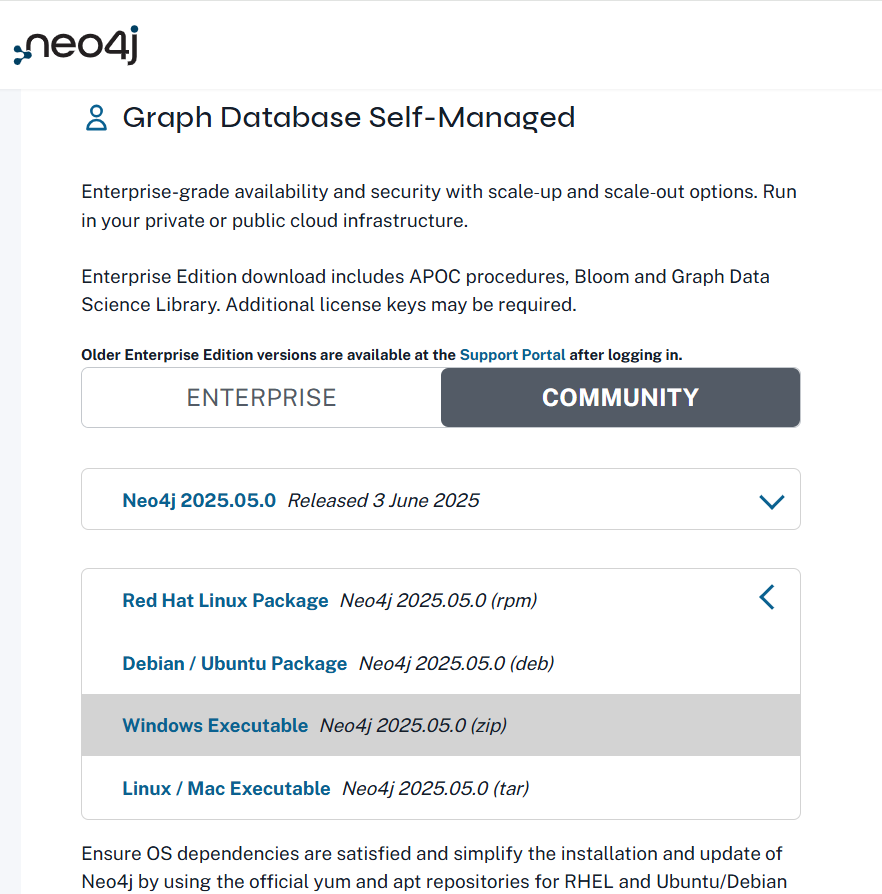 neo4j
Graph Database Self-Managed
Enterprise-grade availability and security with scale-up and scale-out options. Run
in your private or public cloud infrastructure.
Enterprise Edition download includes APOC procedures, Bloom and Graph Data
Science Library. Additional license keys may be required.
Older Enterprise Edition versions are available at the Support Portal after logging in.
ENTERPRISE COMMUNITY
Neo4j 2025.05.0 Released 3 June 2025
Red Hat Linux Package Neo4j 2025.05.0 (rpm)
Debian / Ubuntu Package Neo4j 2025.05.0 (deb)
Windows Executable Neo4j 2025.05.0 (zip)
Linux / Mac Executable Neo4j 2025.05.0 (tar)
Ensure OS dependencies are satisfied and simplify the installation and update of
Neo4j by using the official yum and apt repositories for RHEL and Ubuntu/Debian